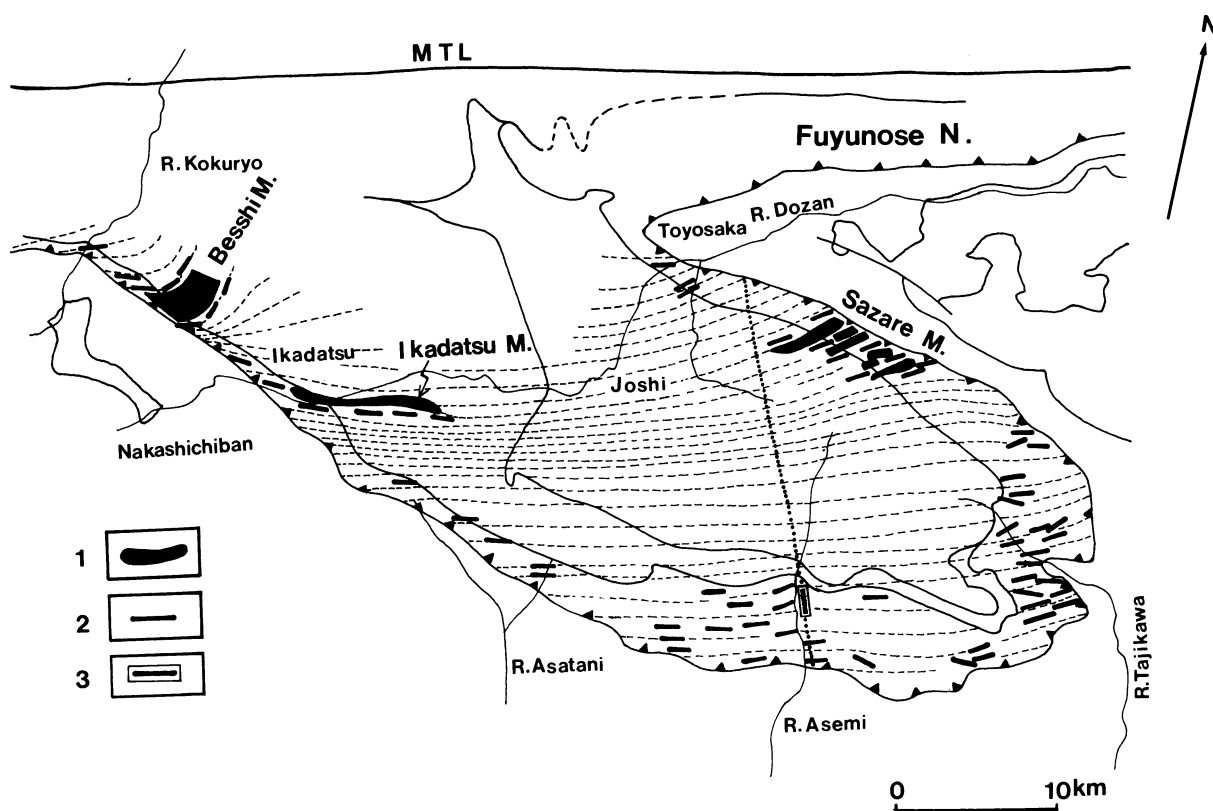 MTL
N
Fuyunose N.
R.Kokuryo
Besshi M.
Toyosaka
R. Dozan
Sazare M.
Ikadatsu
Ikadatsu M.
Joshi
Nakashichiban
1
2
3
R.Asatani
R.Asemi
R.Tajikawa
0
10km